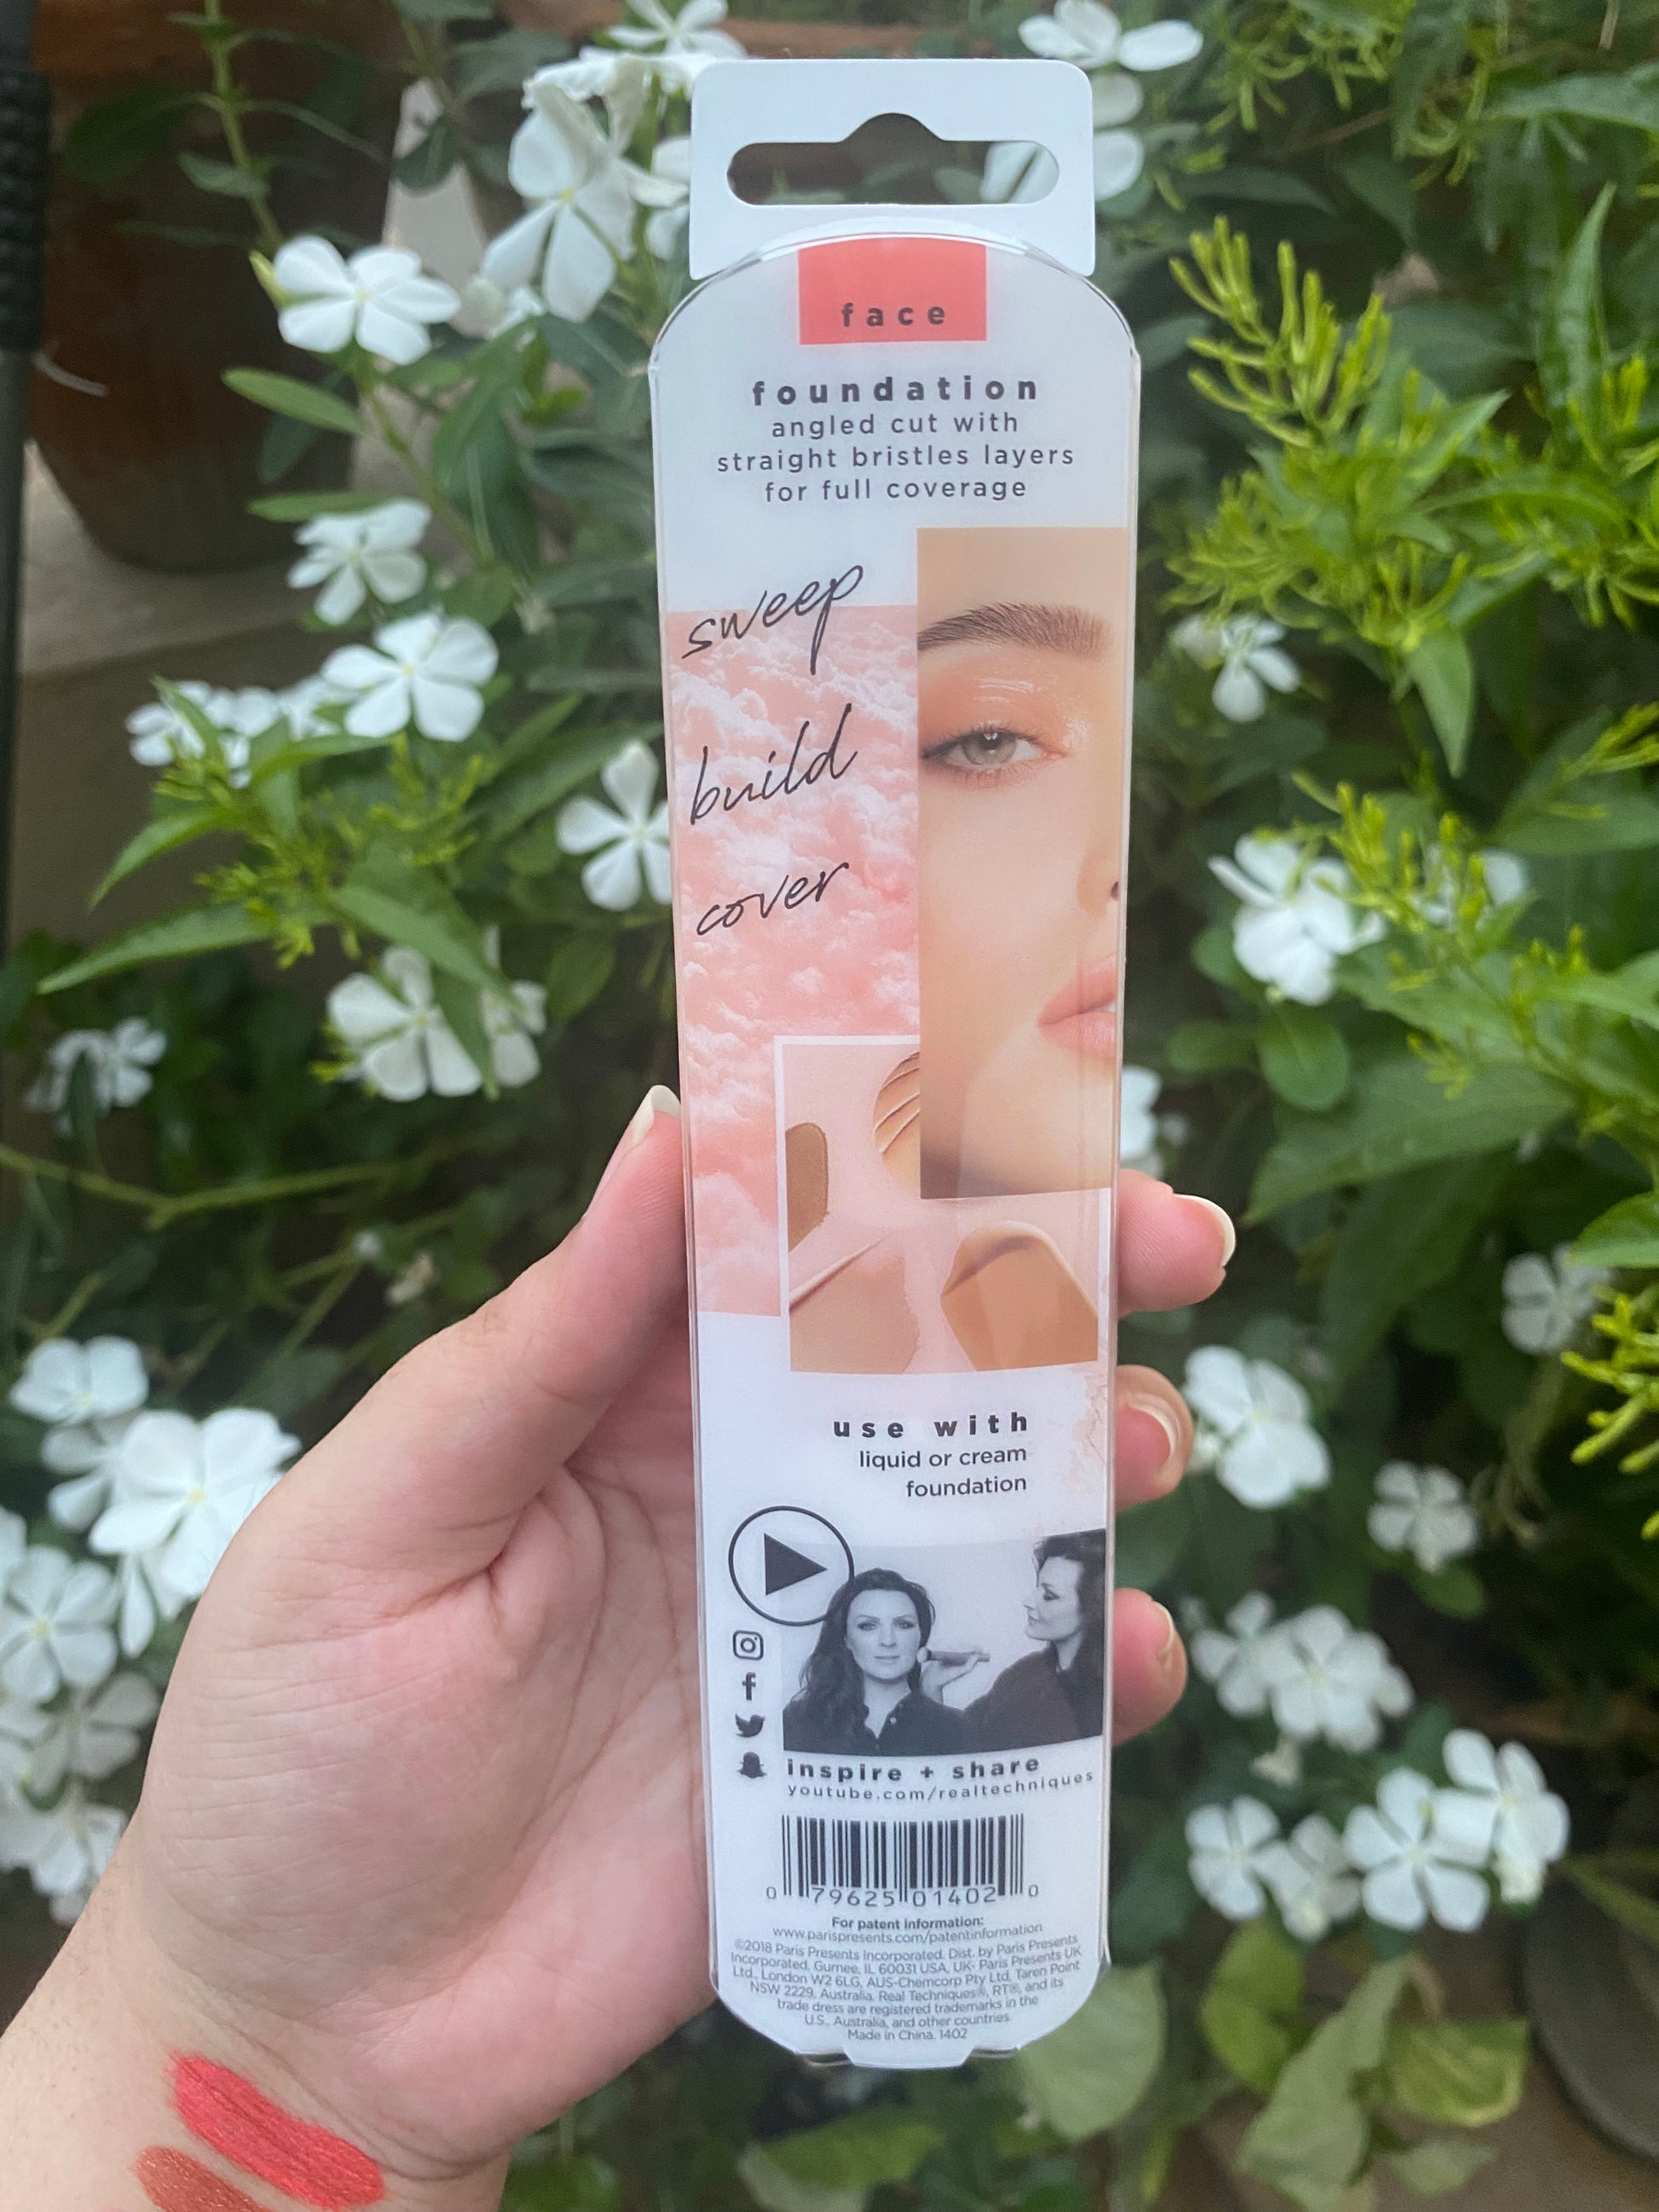 face
foundation
angled cut with
straight bristles layers
for full coverage
sweep
build
cover
use with
liquid or cream
foundation
inspire + share
youtube.com/realtechniques
0 79625 01402 0
For patent information:
www.parispresents.com/patentinformation
©2018 Paris Presents Incorporated. Dist. by Paris Presents
Incorporated, Gurnee, IL 60031 USA, UK- Paris Presents UK
Ltd., London W2 6LG, AUS-Chemcorp Pty Ltd, Taren Point
NSW 2229, Australia. Real Techniques®, RT®, and its
trade dress are registered trademarks in the
U.S., Australia, and other countries.
Made in China. 1402